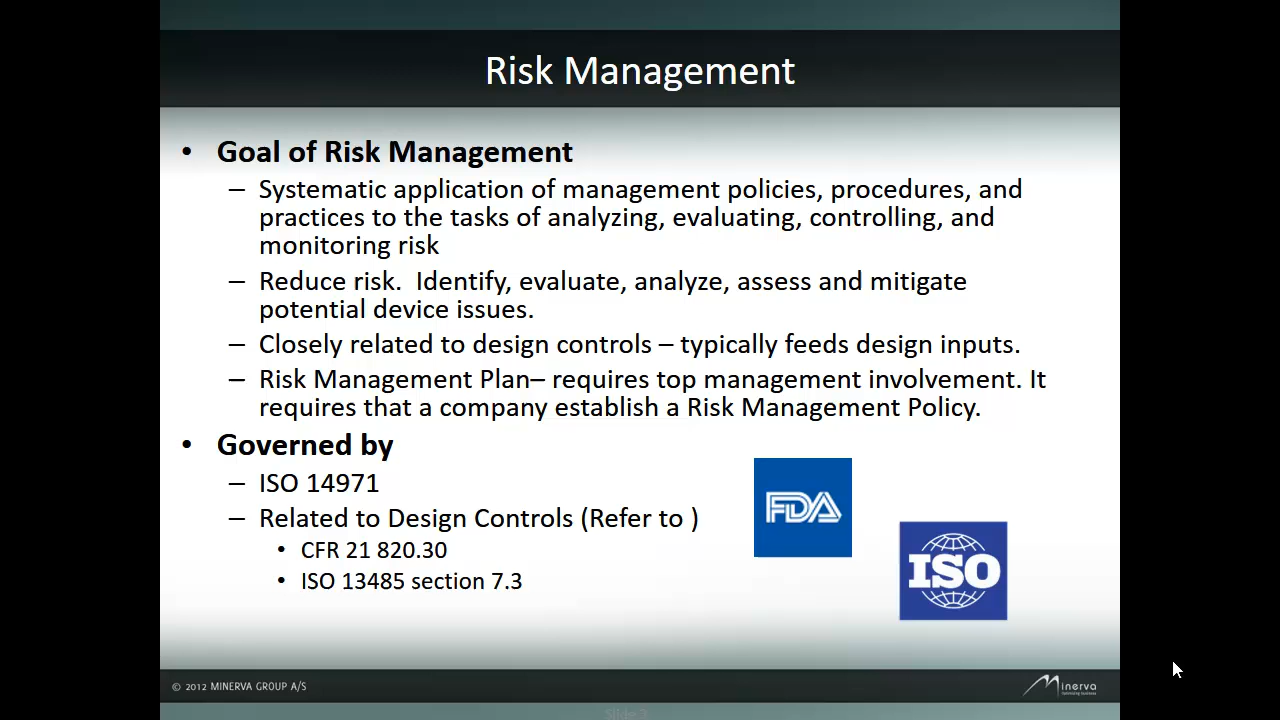 Risk Management
• Goal of Risk Management
– Systematic application of management policies, procedures, and
practices to the tasks of analyzing, evaluating, controlling, and
monitoring risk
– Reduce risk.  Identify, evaluate, analyze, assess and mitigate
potential device issues.
– Closely related to design controls – typically feeds design inputs.
– Risk Management Plan– requires top management involvement. It
requires that a company establish a Risk Management Policy.
• Governed by
– ISO 14971
– Related to Design Controls (Refer to )
• CFR 21 820.30
• ISO 13485 section 7.3
FDA
ISO
© 2012 MINERVA GROUP A/S
Minerva